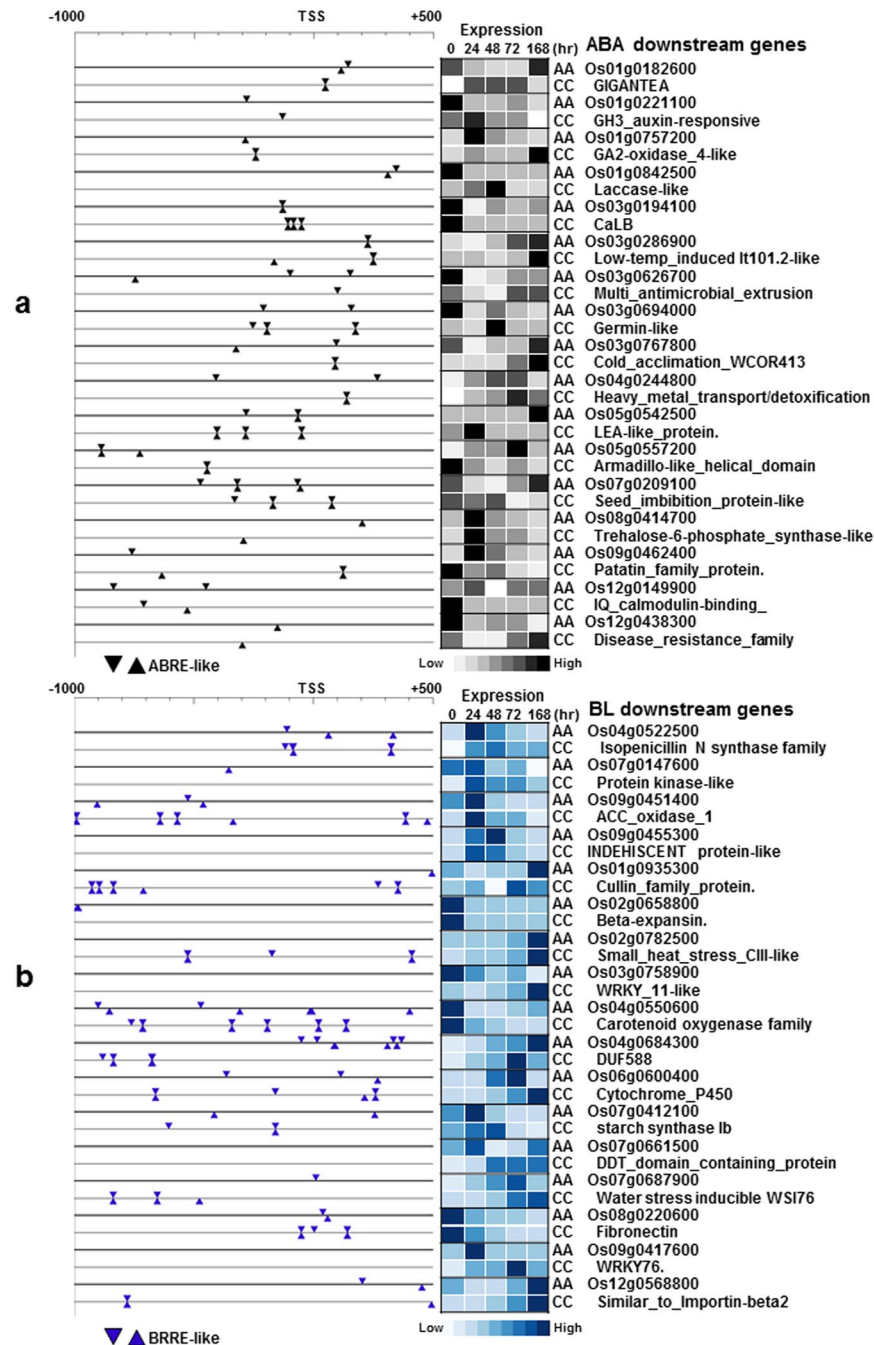 -1000 TSS +500
Expression
0 24 48 72 168 (hr) ABA downstream genes
AA Os01g0182600
CC GIGANTEA
AA Os01g0221100
CC GH3_auxin-responsive
AA Os01g0757200
CC GA2-oxidase_4-like
AA Os01g0842500
CC Laccase-like
AA Os03g0194100
CC CaLB
AA Os03g0286900
CC Low-temp_induced lt101.2-like
AA Os03g0626700
CC Multi_antimicrobial_extrusion
a
AA Os03g0694000
CC Germin-like
AA Os03g0767800
CC Cold_acclimation_WCOR413
AA Os04g0244800
CC Heavy_metal_transport/detoxification
AA Os05g0542500
CC LEA-like_protein.
AA Os05g0557200
CC Armadillo-like_helical_domain
AA Os07g0209100
CC Seed_imbibition_protein-like
AA Os08g0414700
CC Trehalose-6-phosphate_synthase-like
AA Os09g0462400
CC Patatin_family_protein.
AA Os12g0149900
CC IQ_calmodulin-binding_
AA Os12g0438300
CC Disease_resistance_family
ABRE-like Low High
-1000 TSS +500
Expression
0 24 48 72 168 (hr) BL downstream genes
AA Os04g0522500
CC Isopenicillin N synthase family
AA Os07g0147600
CC Protein kinase-like
AA Os09g0451400
CC ACC_oxidase_1
AA Os09g0455300
CC INDEHISCENT protein-like
AA Os01g0935300
CC Cullin_family_protein.
AA Os02g0658800
CC Beta-expansin.
AA Os02g0782500
CC Small_heat_stress_CIII-like
b
AA Os03g0758900
CC WRKY_11-like
AA Os04g0550600
CC Carotenoid oxygenase family
AA Os04g0684300
CC DUF588
AA Os06g0600400
CC Cytochrome_P450
AA Os07g0412100
CC starch synthase Ib
AA Os07g0661500
CC DDT_domain_containing_protein
AA Os07g0687900
CC Water stress inducible WSI76
AA Os08g0220600
CC Fibronectin
AA Os09g0417600
CC WRKY76.
AA Os12g0568800
CC Similar_to_Importin-beta2
BRRE-like Low High